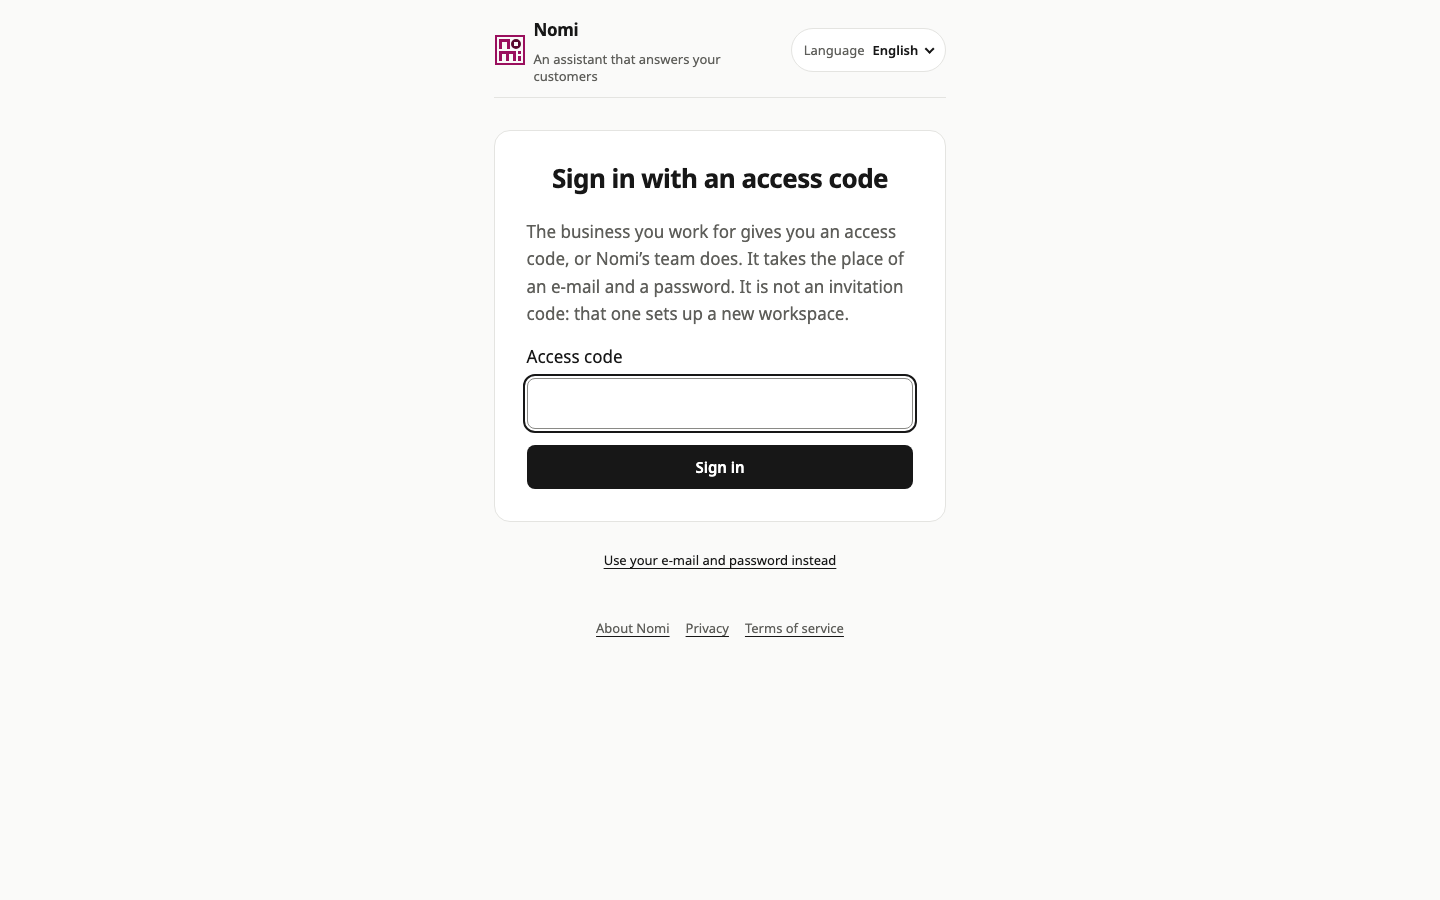 nomi
Nomi
An assistant that answers your
customers
Language English
Sign in with an access code
The business you work for gives you an access
code, or Nomi’s team does. It takes the place of
an e-mail and a password. It is not an invitation
code: that one sets up a new workspace.
Access code
Sign in
Use your e-mail and password instead
About Nomi Privacy Terms of service